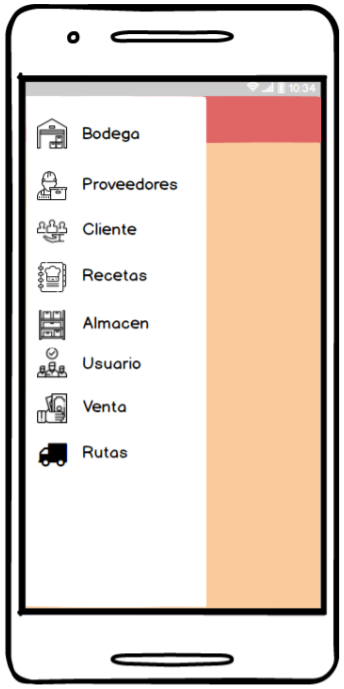 10:34
Bodega
Proveedores
Cliente
Recetas
Almacen
Usuario
Venta
Rutas